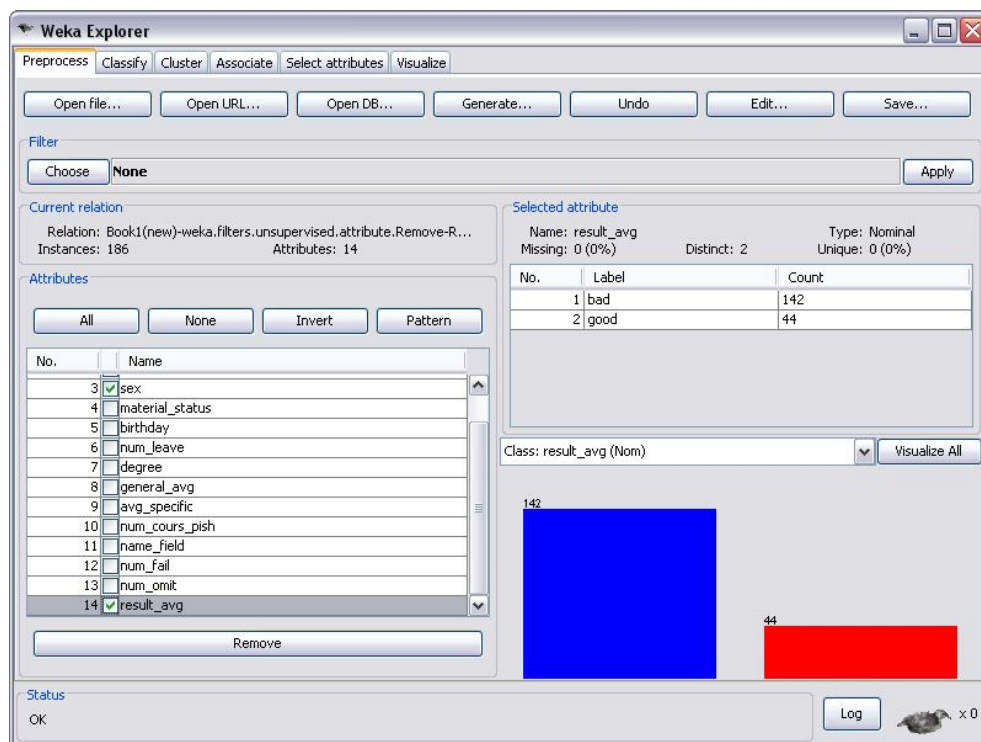 Weka Explorer
Preprocess Classify Cluster Associate Select attributes Visualize
Open file... Open URL... Open DB... Generate... Undo Edit... Save...
Filter
Choose None Apply
Current relation
Relation: Book1(new)-weka.filters.unsupervised.attribute.Remove-R...
Instances: 186 Attributes: 14
Attributes
All None Invert Pattern
No. Name
3 sex
4 material_status
5 birthday
6 num_leave
7 degree
8 general_avg
9 avg_specific
10 num_cours_pish
11 name_field
12 num_fail
13 num_omit
14 result_avg
Remove
Selected attribute
Name: result_avg Type: Nominal
Missing: 0 (0%) Distinct: 2 Unique: 0 (0%)
No. Label Count
1 bad 142
2 good 44
Class: result_avg (Nom) Visualize All
142
44
Status
OK
Log x 0